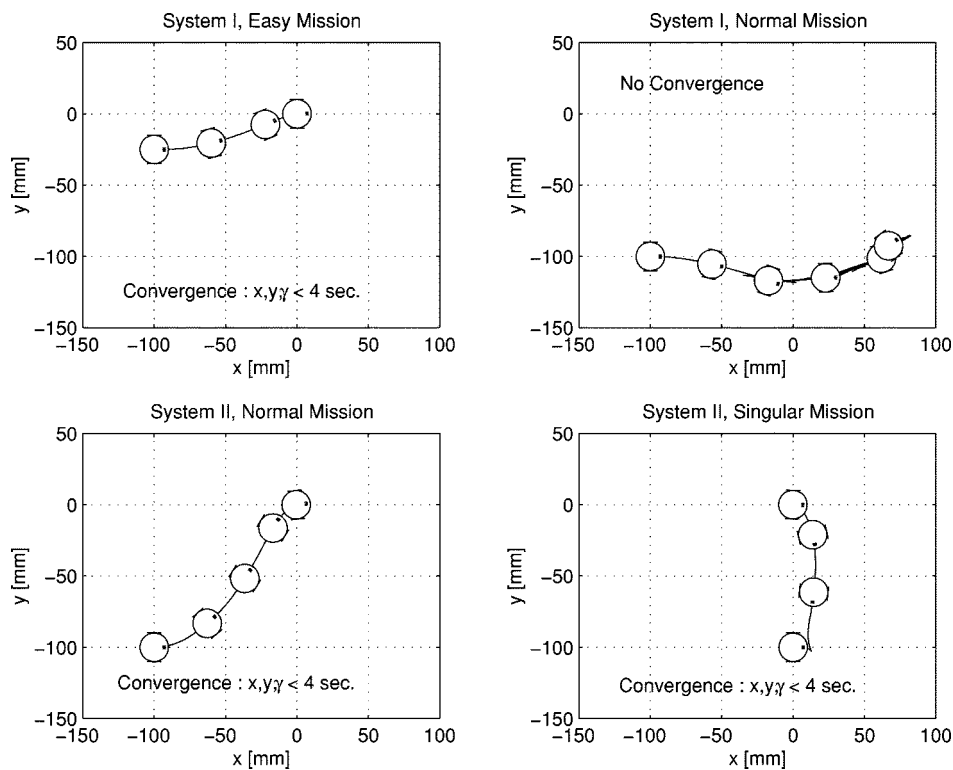 System I, Easy Mission
50
0
−50
−100
−150
y [mm]
Convergence : x,y,γ < 4 sec.
−150 −100 −50 0 50 100
x [mm]
System I, Normal Mission
50
0
−50
−100
−150
y [mm]
No Convergence
−150 −100 −50 0 50 100
x [mm]
System II, Normal Mission
50
0
−50
−100
−150
y [mm]
Convergence : x,y,γ < 4 sec.
−150 −100 −50 0 50 100
x [mm]
System II, Singular Mission
50
0
−50
−100
−150
y [mm]
Convergence : x,y,γ < 4 sec.
−150 −100 −50 0 50 100
x [mm]